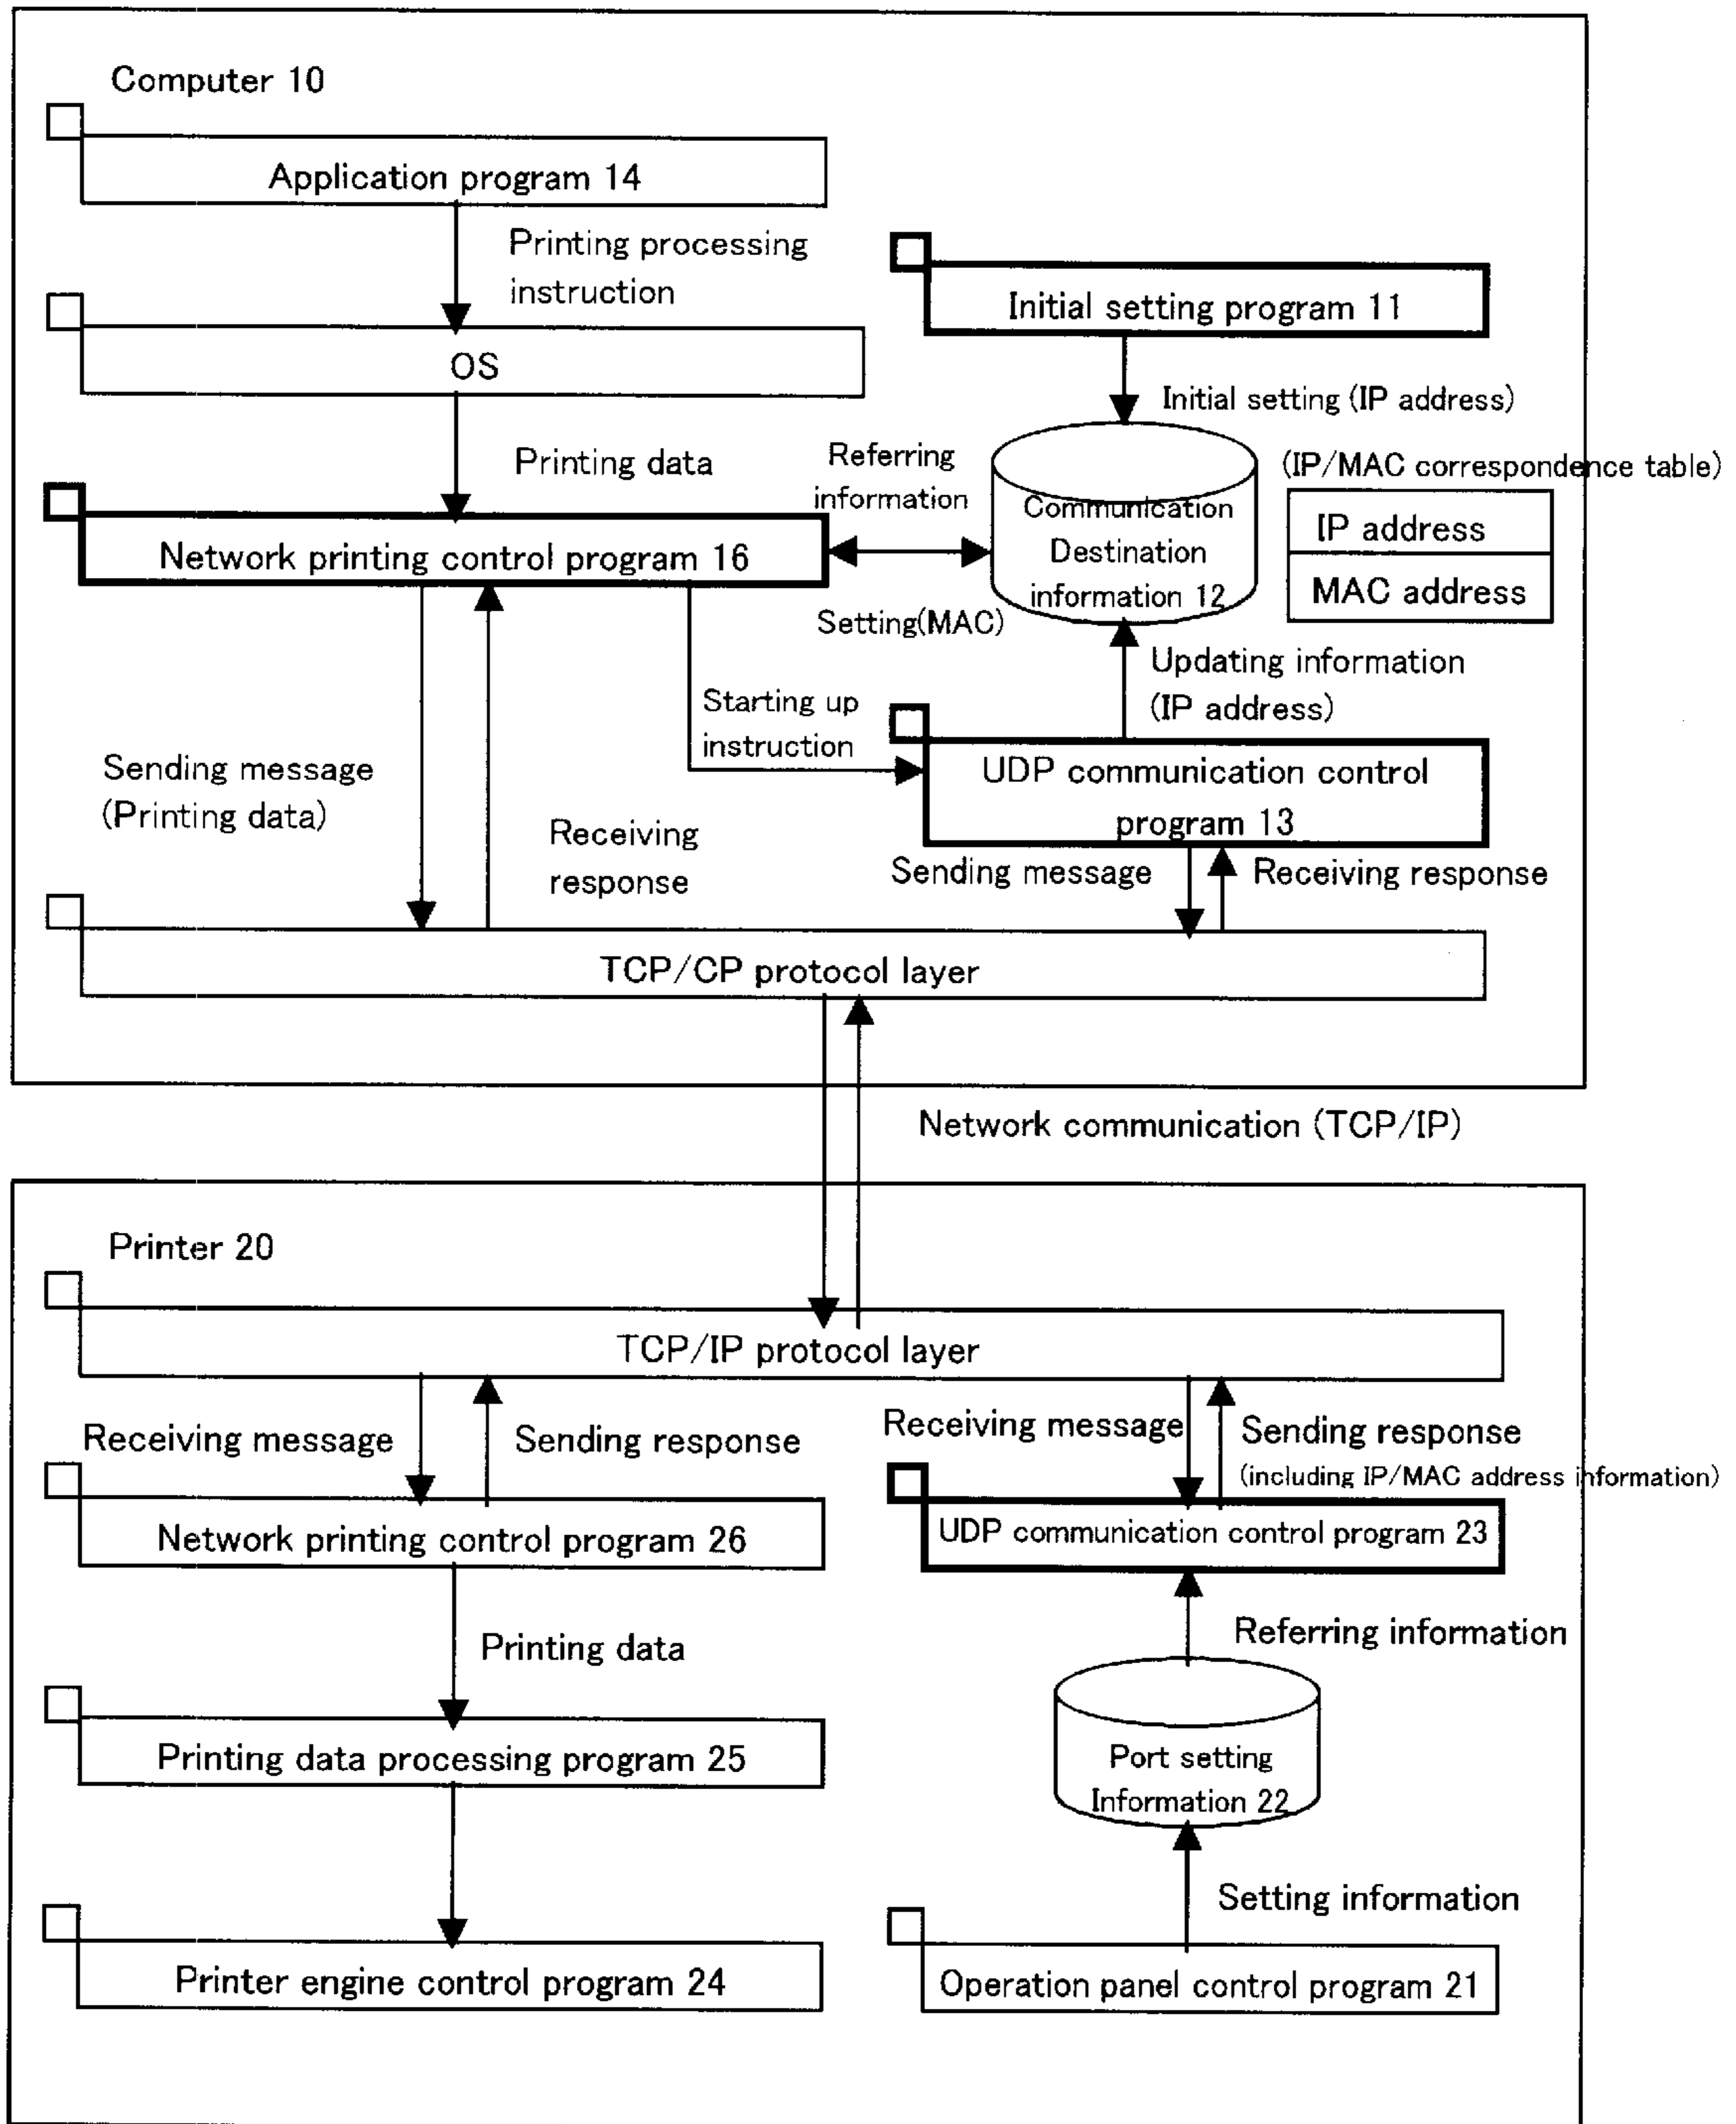 Computer 10
Application program 14
Printing processing
instruction
Initial setting program 11
OS
Initial setting (IP address)
Printing data
Referring
information
(IP/MAC correspondence table)
Communication
Destination
information 12
IP address
MAC address
Network printing control program 16
Setting(MAC)
Updating information
(IP address)
Starting up
instruction
UDP communication control
program 13
Sending message
(Printing data)
Receiving
response
Sending message
Receiving response
TCP/CP protocol layer
Network communication (TCP/IP)
Printer 20
TCP/IP protocol layer
Receiving message
Sending response
Receiving message
Sending response
(including IP/MAC address information)
Network printing control program 26
UDP communication control program 23
Printing data
Referring information
Printing data processing program 25
Port setting
Information 22
Setting information
Printer engine control program 24
Operation panel control program 21